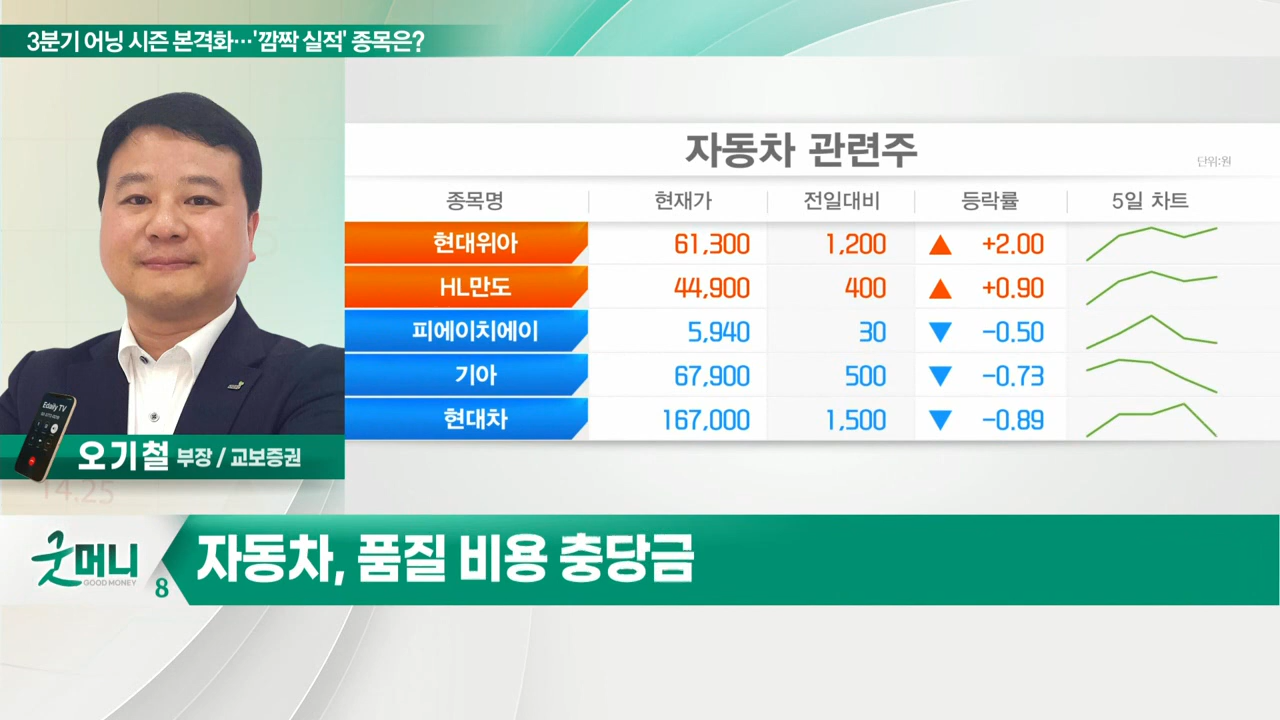 3분기 어닝 시즌 본격화…'깜짝 실적' 종목은?
자동차 관련주
단위:원
종목명 현재가 전일대비 등락률 5일 차트
현대위아 61,300 1,200 ▲ +2.00
HL만도 44,900 400 ▲ +0.90
피에이치에이 5,940 30 ▼ -0.50
기아 67,900 500 ▼ -0.73
현대차 167,000 1,500 ▼ -0.89
Edaily TV
오기철 부장 / 교보증권
14.25
굿머니
GOOD MONEY
8
자동차, 품질 비용 충당금